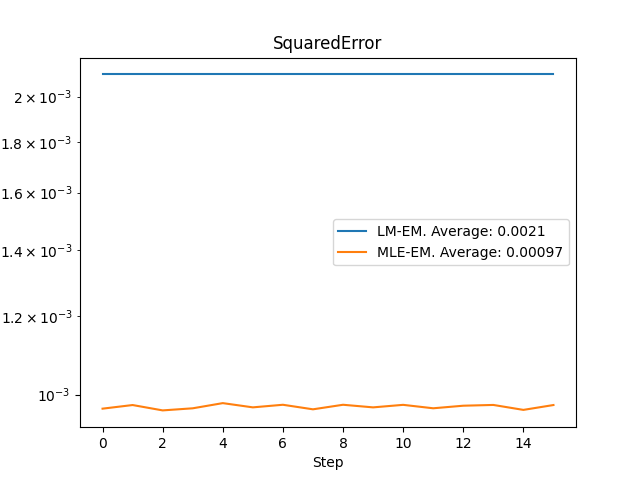 SquaredError
2 × 10⁻³
1.8 × 10⁻³
1.6 × 10⁻³
1.4 × 10⁻³
1.2 × 10⁻³
10⁻³
LM-EM. Average: 0.0021
MLE-EM. Average: 0.00097
0 2 4 6 8 10 12 14
Step